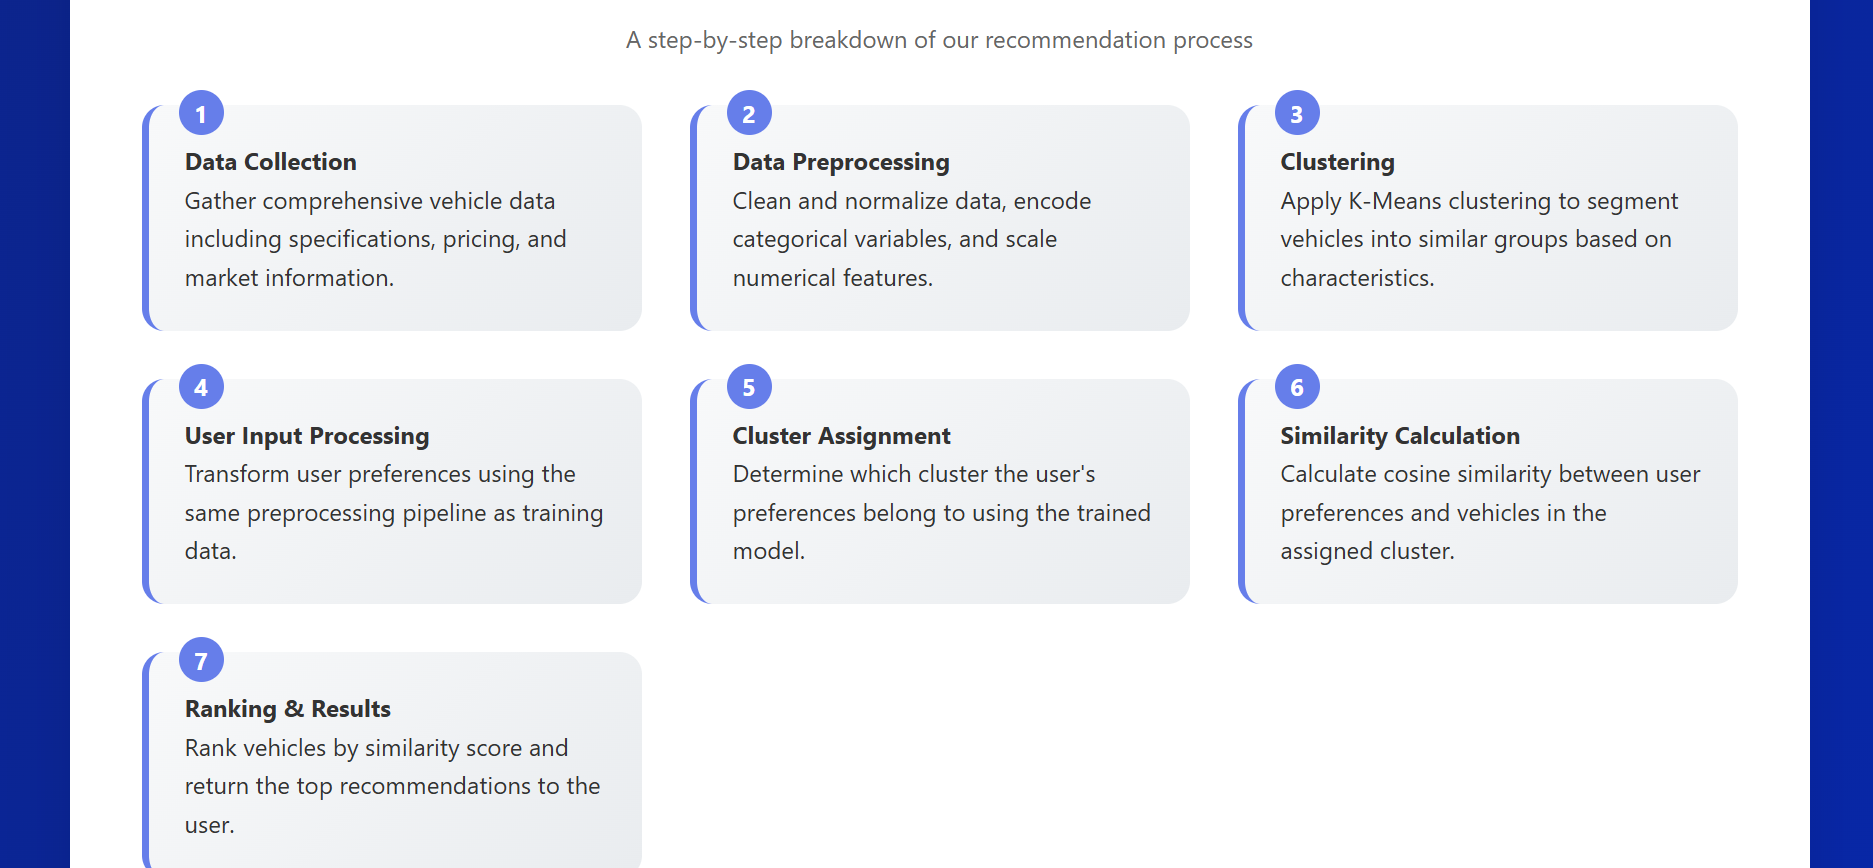 A step-by-step breakdown of our recommendation process
1
Data Collection
Gather comprehensive vehicle data
including specifications, pricing, and
market information.
2
Data Preprocessing
Clean and normalize data, encode
categorical variables, and scale
numerical features.
3
Clustering
Apply K-Means clustering to segment
vehicles into similar groups based on
characteristics.
4
User Input Processing
Transform user preferences using the
same preprocessing pipeline as training
data.
5
Cluster Assignment
Determine which cluster the user's
preferences belong to using the trained
model.
6
Similarity Calculation
Calculate cosine similarity between user
preferences and vehicles in the
assigned cluster.
7
Ranking & Results
Rank vehicles by similarity score and
return the top recommendations to the
user.